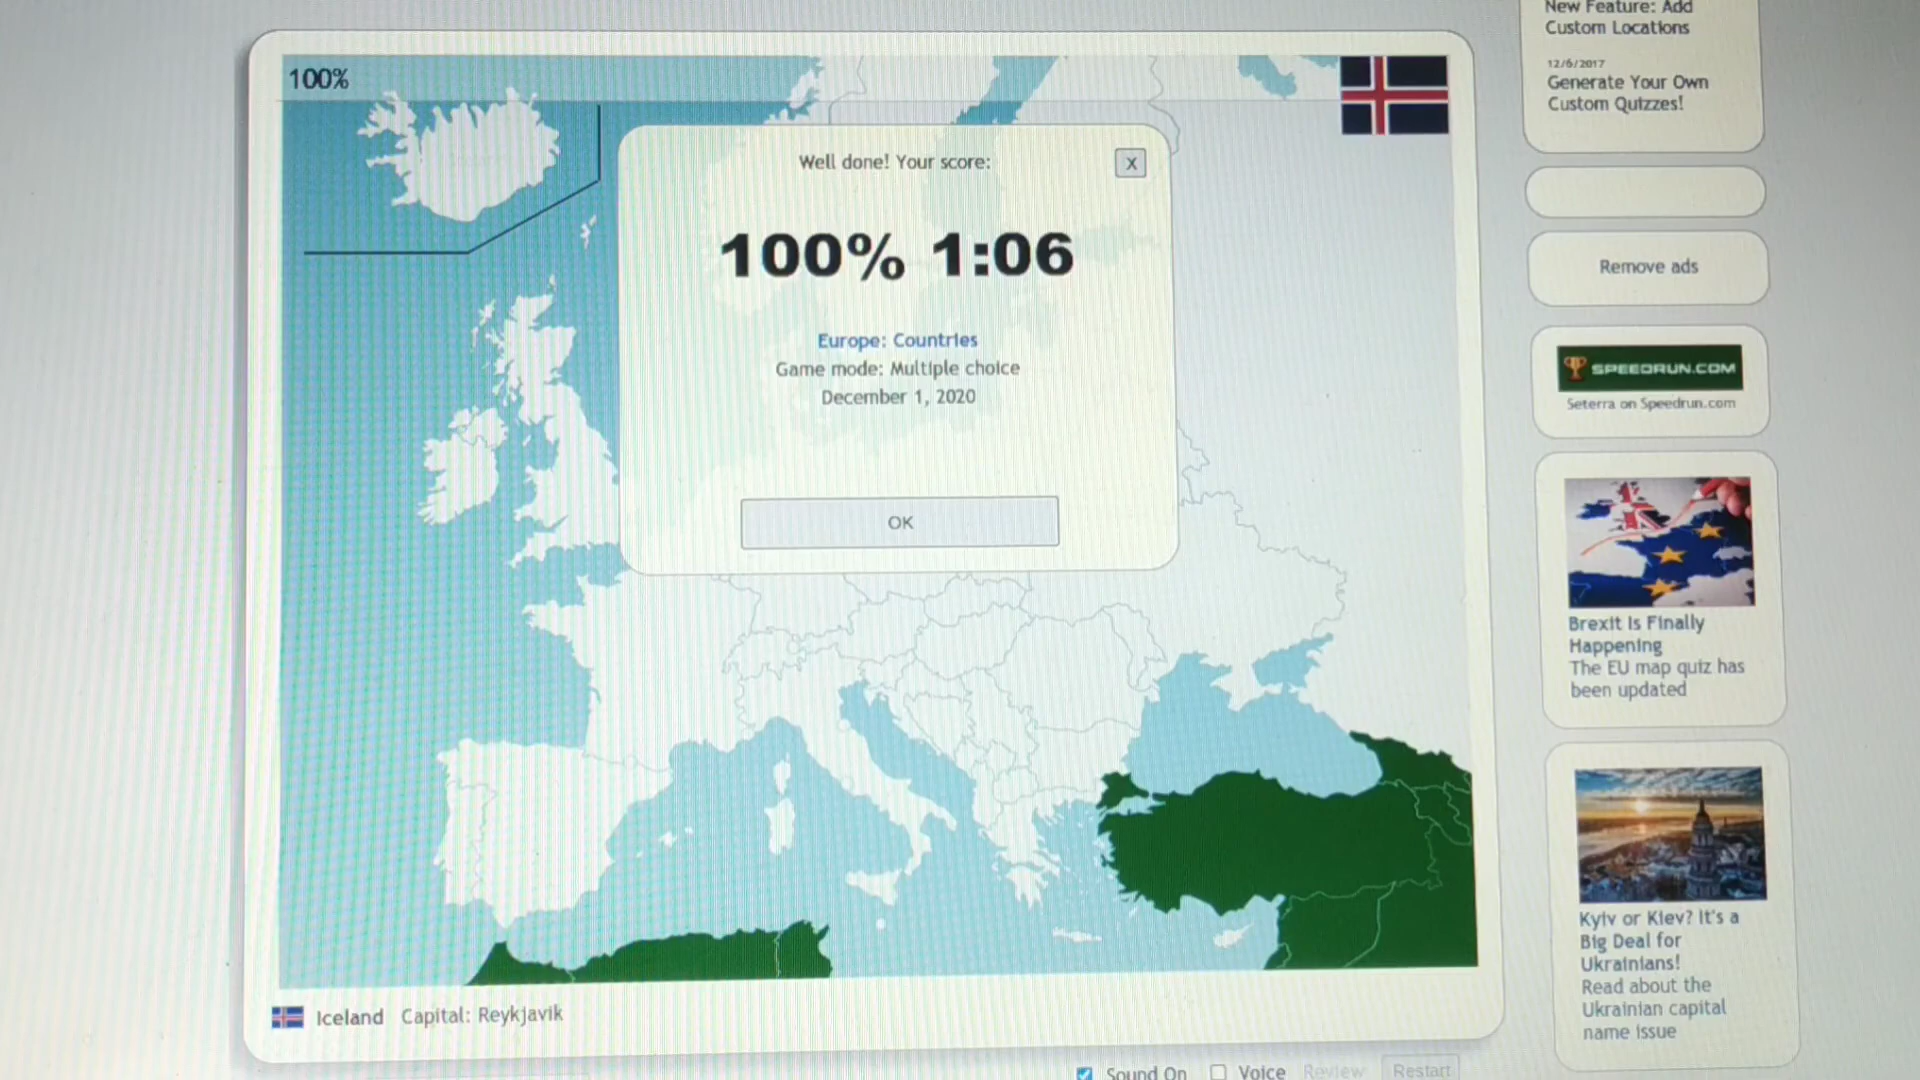 New Feature: Add
Custom Locations
12/6/2017
Generate Your Own
Custom Quizzes!
100%
Well done! Your score:
X
100% 1:06
Europe: Countries
Game mode: Multiple choice
December 1, 2020
OK
Remove ads
SPEEDRUN.COM
Seterra on Speedrun.com
Brexit Is Finally
Happening
The EU map quiz has
been updated
Kyiv or Kiev? It's a
Big Deal for
Ukrainians!
Read about the
Ukrainian capital
name issue
Iceland Capital: Reykjavik
Sound On Voice Review Restart